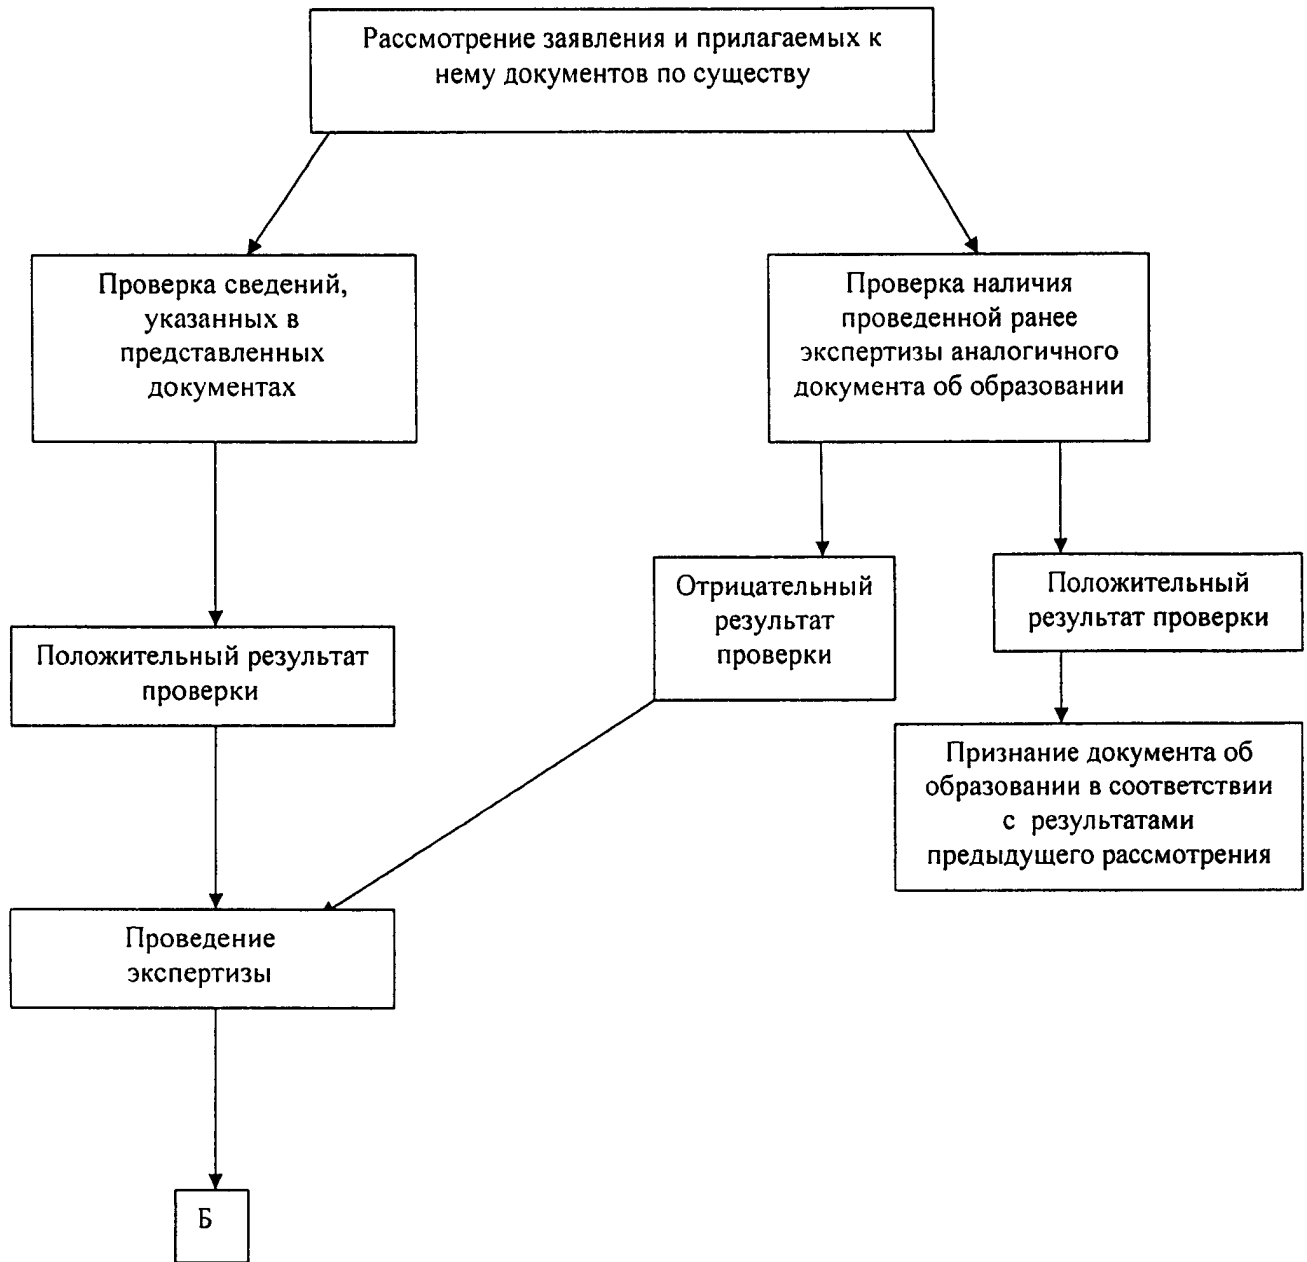 Рассмотрение заявления и прилагаемых к
нему документов по существу
Проверка сведений,
указанных в
представленных
документах
Проверка наличия
проведенной ранее
экспертизы аналогичного
документа об образовании
Отрицательный
результат
проверки
Положительный
результат проверки
Положительный результат
проверки
Признание документа об
образовании в соответствии
с результатами
предыдущего рассмотрения
Проведение
экспертизы
Б